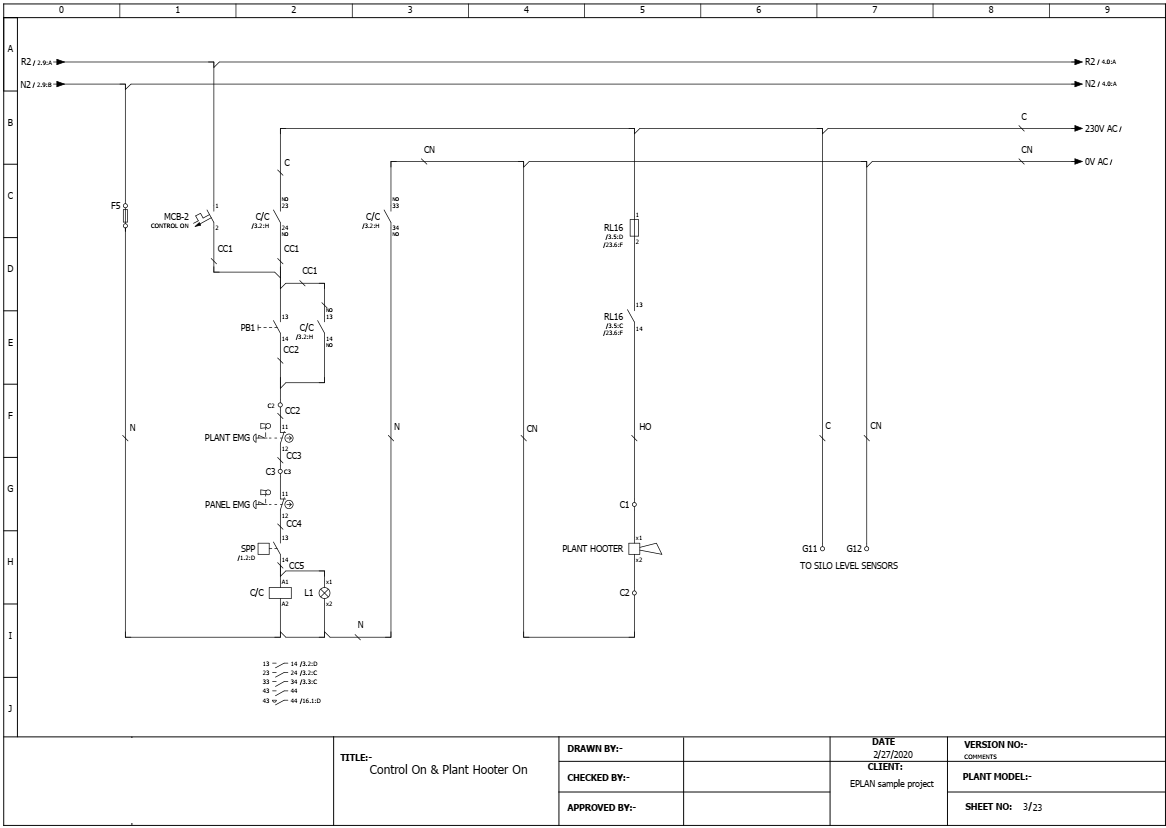 0 1 2 3 4 5 6 7 8 9
A
R2 / 2.9:A
R2 / 4.0:A
N2 / 2.9:B
N2 / 4.0:A
B
C
230V AC /
CN
CN
0V AC /
C
C
F5
MCB-2
CONTROL ON
1
2
C/C
/3.2:H
NO
23
24
NO
C/C
/3.2:H
NO
33
34
NO
RL16
/3.5:D
/23.6:F
1
2
D
CC1
CC1
CC1
E
PB1
13
14
C/C
/3.2:H
NO
13
14
NO
RL16
/3.5:C
/23.6:F
13
14
CC2
F
C2
CC2
N
PLANT EMG
11
12
N
CN
HO
C
CN
CC3
G
C3
C3
PANEL EMG
11
12
C1
CC4
H
SPP
/1.2:D
13
14
PLANT HOOTER
x1
x2
G11
G12
TO SILO LEVEL SENSORS
CC5
C/C
A1
A2
L1
x1
x2
C2
I
N
13
14 /3.2:D
23
24 /3.2:C
33
34 /3.3:C
43
44
43
44 /16.1:D
J
TITLE:-
Control On & Plant Hooter On
DRAWN BY:-
CHECKED BY:-
APPROVED BY:-
DATE
2/27/2020
CLIENT:
EPLAN sample project
VERSION NO:-
COMMENTS
PLANT MODEL:-
SHEET NO: 3/23